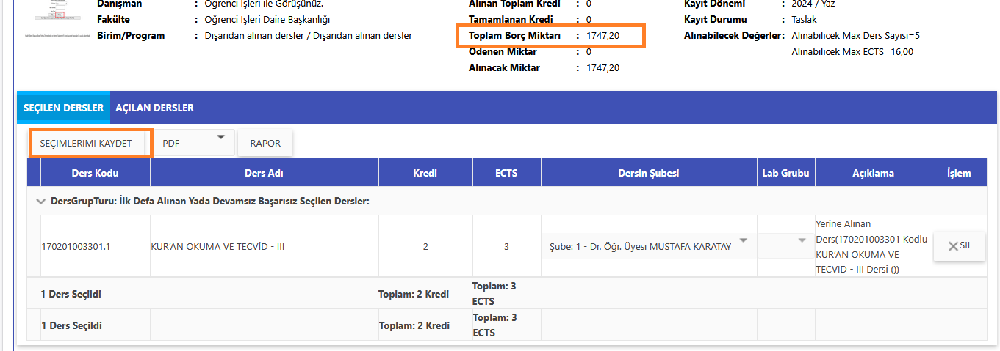 Danışman : Öğrenci İşleri ile Görüşünüz.
Alınan Toplam Kredi : 0
Kayıt Dönemi : 2024 / Yaz
Fakülte : Öğrenci İşleri Daire Başkanlığı
Tamamlanan Kredi : 0
Kayıt Durumu : Taslak
Birim/Program : Dışarıdan alınan dersler / Dışarıdan alınan dersler
Toplam Borç Miktarı : 1747,20
Alınabilecek Değerler: Alinabilicek Max Ders Sayisi=5
Ödenen Miktar : 0
Alinabilicek Max ECTS=16,00
Alınacak Miktar : 1747,20
SEÇİLEN DERSLER AÇILAN DERSLER
SEÇIMLERIMI KAYDET PDF RAPOR
Ders Kodu Ders Adı Kredi ECTS Dersin Şubesi Lab Grubu Açıklama İşlem
DersGrupTuru: İlk Defa Alınan Yada Devamsız Başarısız Seçilen Dersler:
170201003301.1 KUR'AN OKUMA VE TECVİD - III 2 3 Şube: 1 - Dr. Öğr. Üyesi MUSTAFA KARATAY
Yerine Alınan
Ders(170201003301 Kodlu
KUR'AN OKUMA VE
TECVİD - III Dersi ())
SIL
1 Ders Seçildi Toplam: 2 Kredi Toplam: 3
ECTS
1 Ders Seçildi Toplam: 2 Kredi Toplam: 3
ECTS